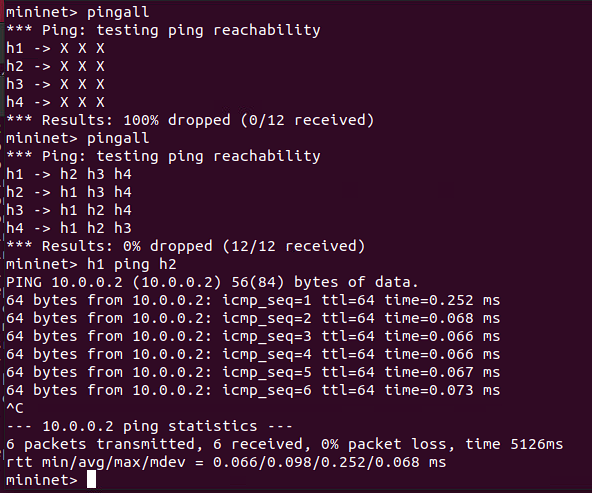 mininet> pingall
*** Ping: testing ping reachability
h1 -> X X X
h2 -> X X X
h3 -> X X X
h4 -> X X X
*** Results: 100% dropped (0/12 received)
mininet> pingall
*** Ping: testing ping reachability
h1 -> h2 h3 h4
h2 -> h1 h3 h4
h3 -> h1 h2 h4
h4 -> h1 h2 h3
*** Results: 0% dropped (12/12 received)
mininet> h1 ping h2
PING 10.0.0.2 (10.0.0.2) 56(84) bytes of data.
64 bytes from 10.0.0.2: icmp_seq=1 ttl=64 time=0.252 ms
64 bytes from 10.0.0.2: icmp_seq=2 ttl=64 time=0.068 ms
64 bytes from 10.0.0.2: icmp_seq=3 ttl=64 time=0.066 ms
64 bytes from 10.0.0.2: icmp_seq=4 ttl=64 time=0.066 ms
64 bytes from 10.0.0.2: icmp_seq=5 ttl=64 time=0.067 ms
64 bytes from 10.0.0.2: icmp_seq=6 ttl=64 time=0.073 ms
^C
--- 10.0.0.2 ping statistics ---
6 packets transmitted, 6 received, 0% packet loss, time 5126ms
rtt min/avg/max/mdev = 0.066/0.098/0.252/0.068 ms
mininet>